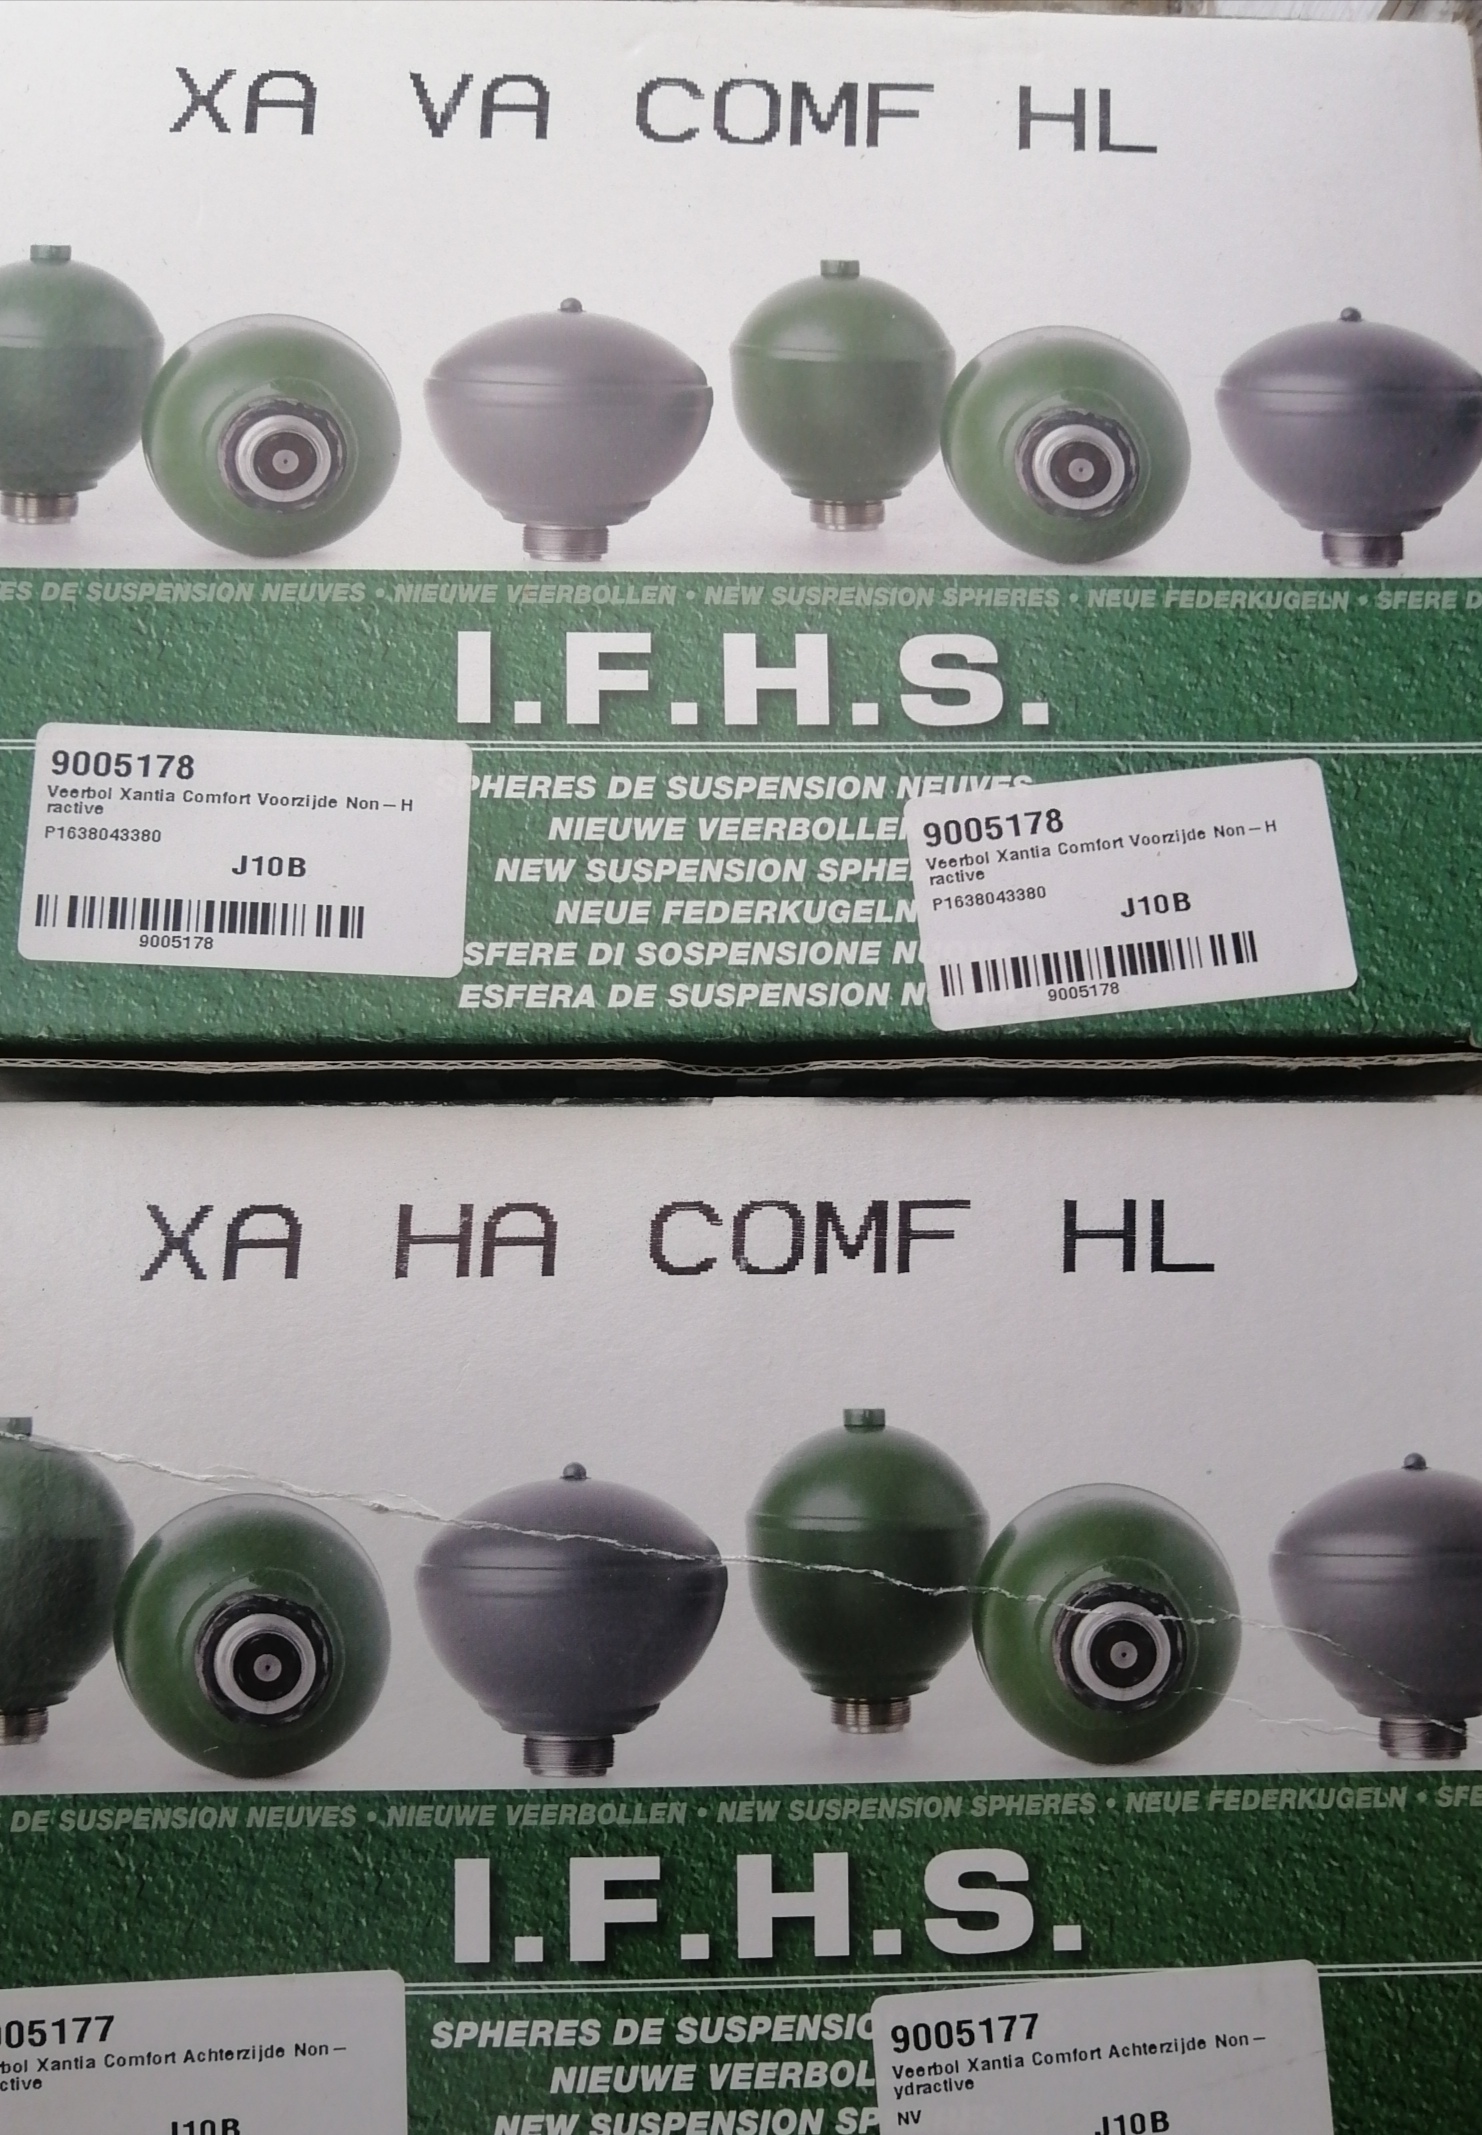 XA VA COMF HL
ES DE SUSPENSION NEUVES • NIEUWE VEERBOLLEN • NEW SUSPENSION SPHERES • NEUE FEDERKUGELN • SFERE D
I.F.H.S.
SPHERES DE SUSPENSION NEUVES
NIEUWE VEERBOLLE
NEW SUSPENSION SPHE
NEUE FEDERKUGELN
SFERE DI SOSPENSIONE N
ESFERA DE SUSPENSION N
9005178
Veerbol Xantia Comfort Voorzijde Non-H
ractive
P1638043380
J10B
9005178
9005178
Veerbol Xantia Comfort Voorzijde Non-H
ractive
P1638043380
J10B
9005178
XA HA COMF HL
DE SUSPENSION NEUVES • NIEUWE VEERBOLLEN • NEW SUSPENSION SPHERES • NEUE FEDERKUGELN • SFE
I.F.H.S.
SPHERES DE SUSPENSIO
NIEUWE VEERBOL
NEW SUSPENSION SP
005177
bol Xantia Comfort Achterzijde Non-
ctive
J10B
9005177
Veerbol Xantia Comfort Achterzijde Non-
ydractive
NV
J10B